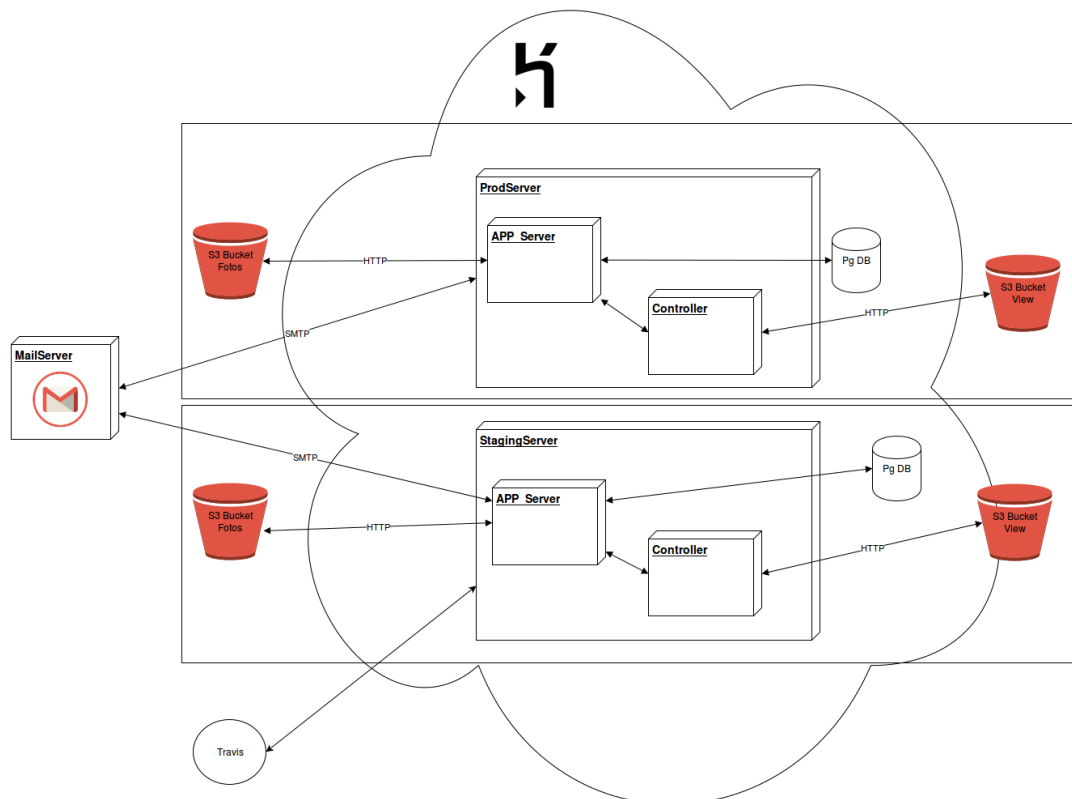 ProdServer
APP_Server
S3 Bucket
Fotos
HTTP
Pg DB
S3 Bucket
View
Controller
HTTP
SMTP
MailServer
StagingServer
SMTP
Pg DB
APP_Server
S3 Bucket
Fotos
HTTP
S3 Bucket
View
Controller
HTTP
Travis